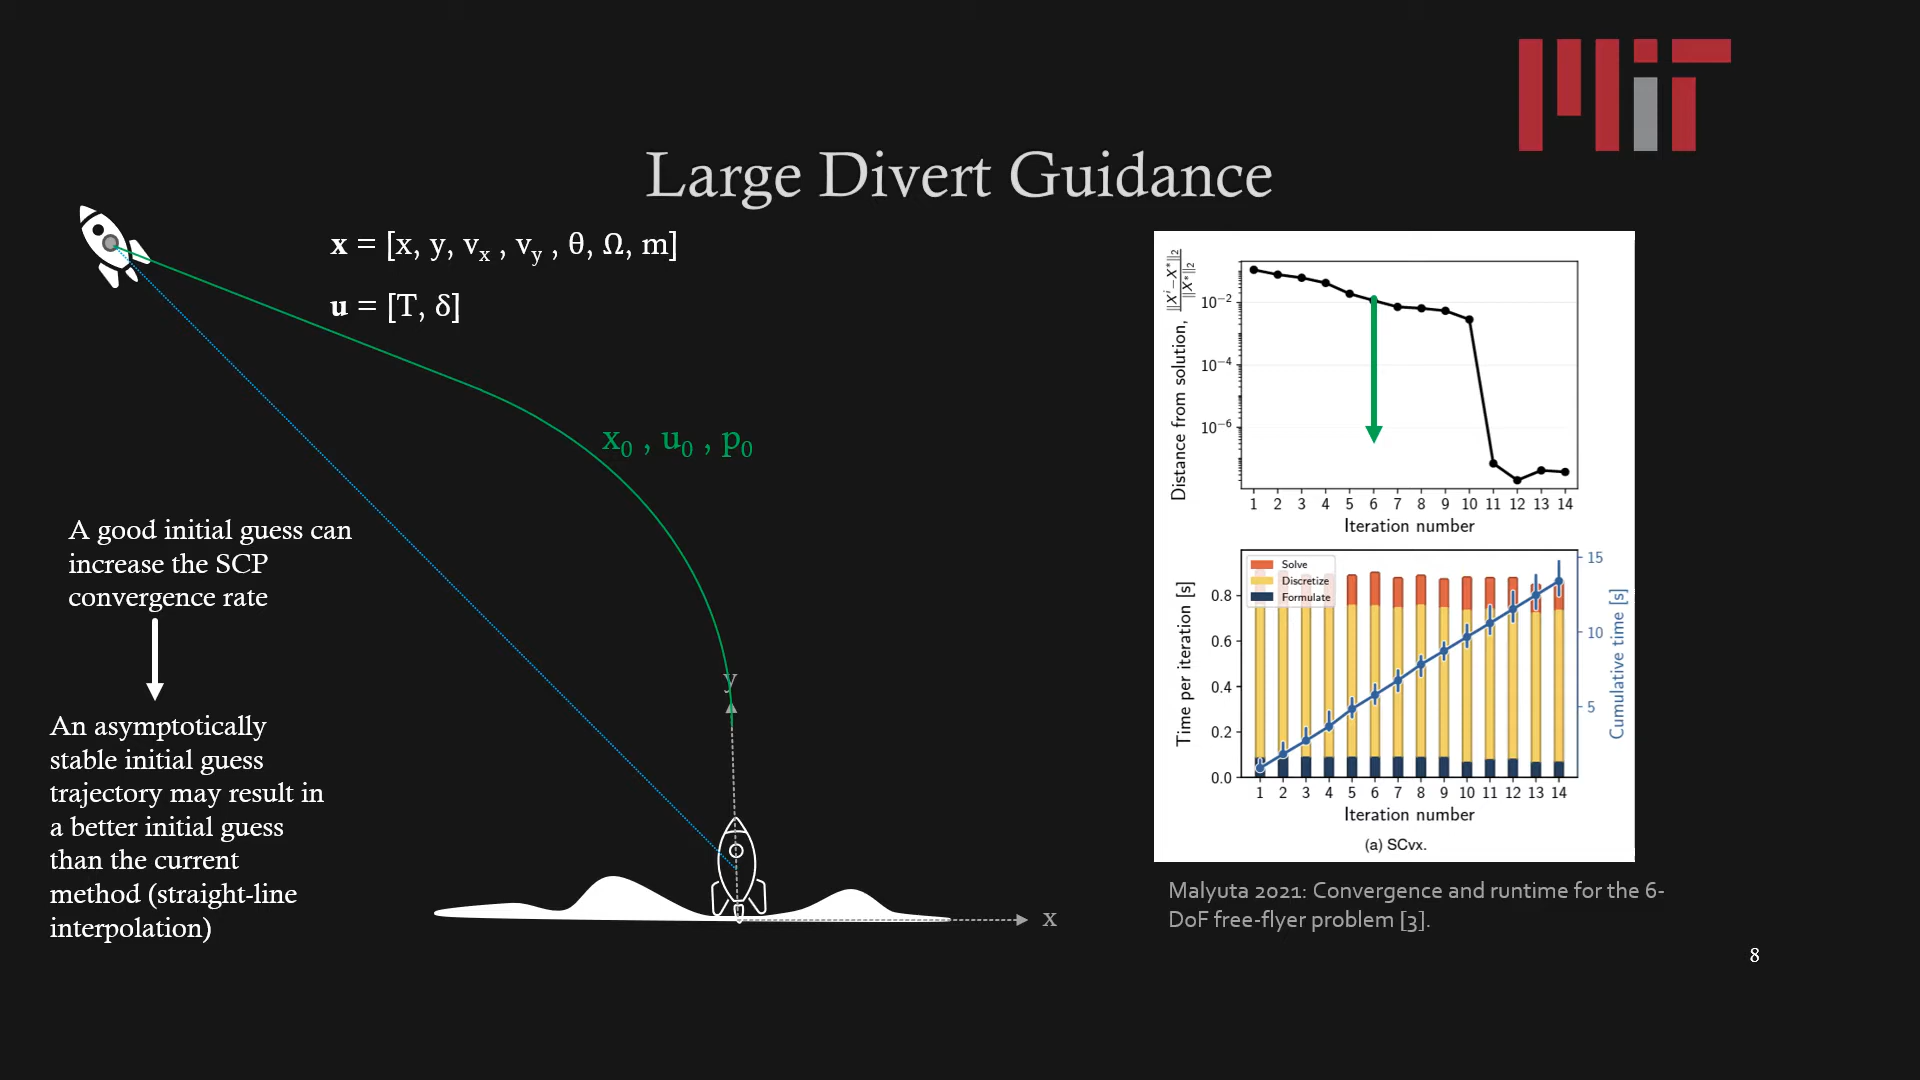 MIT
Large Divert Guidance
x = [x, y, vₓ , v_y , θ, Ω, m]
u = [T, δ]
x₀ , u₀ , p₀
A good initial guess can
increase the SCP
convergence rate
An asymptotically
stable initial guess
trajectory may result in
a better initial guess
than the current
method (straight-line
interpolation)
y
x
Distance from solution, ||Xⁱ−X*||₂ / ||X*||₂
10⁻²
10⁻⁴
10⁻⁶
1 2 3 4 5 6 7 8 9 10 11 12 13 14
Iteration number
Solve
Discretize
Formulate
Time per iteration [s]
0.8
0.6
0.4
0.2
0.0
15
10
5
Cumulative time [s]
1 2 3 4 5 6 7 8 9 10 11 12 13 14
Iteration number
(a) SCvx.
Malyuta 2021: Convergence and runtime for the 6-
DoF free-flyer problem [3].
8